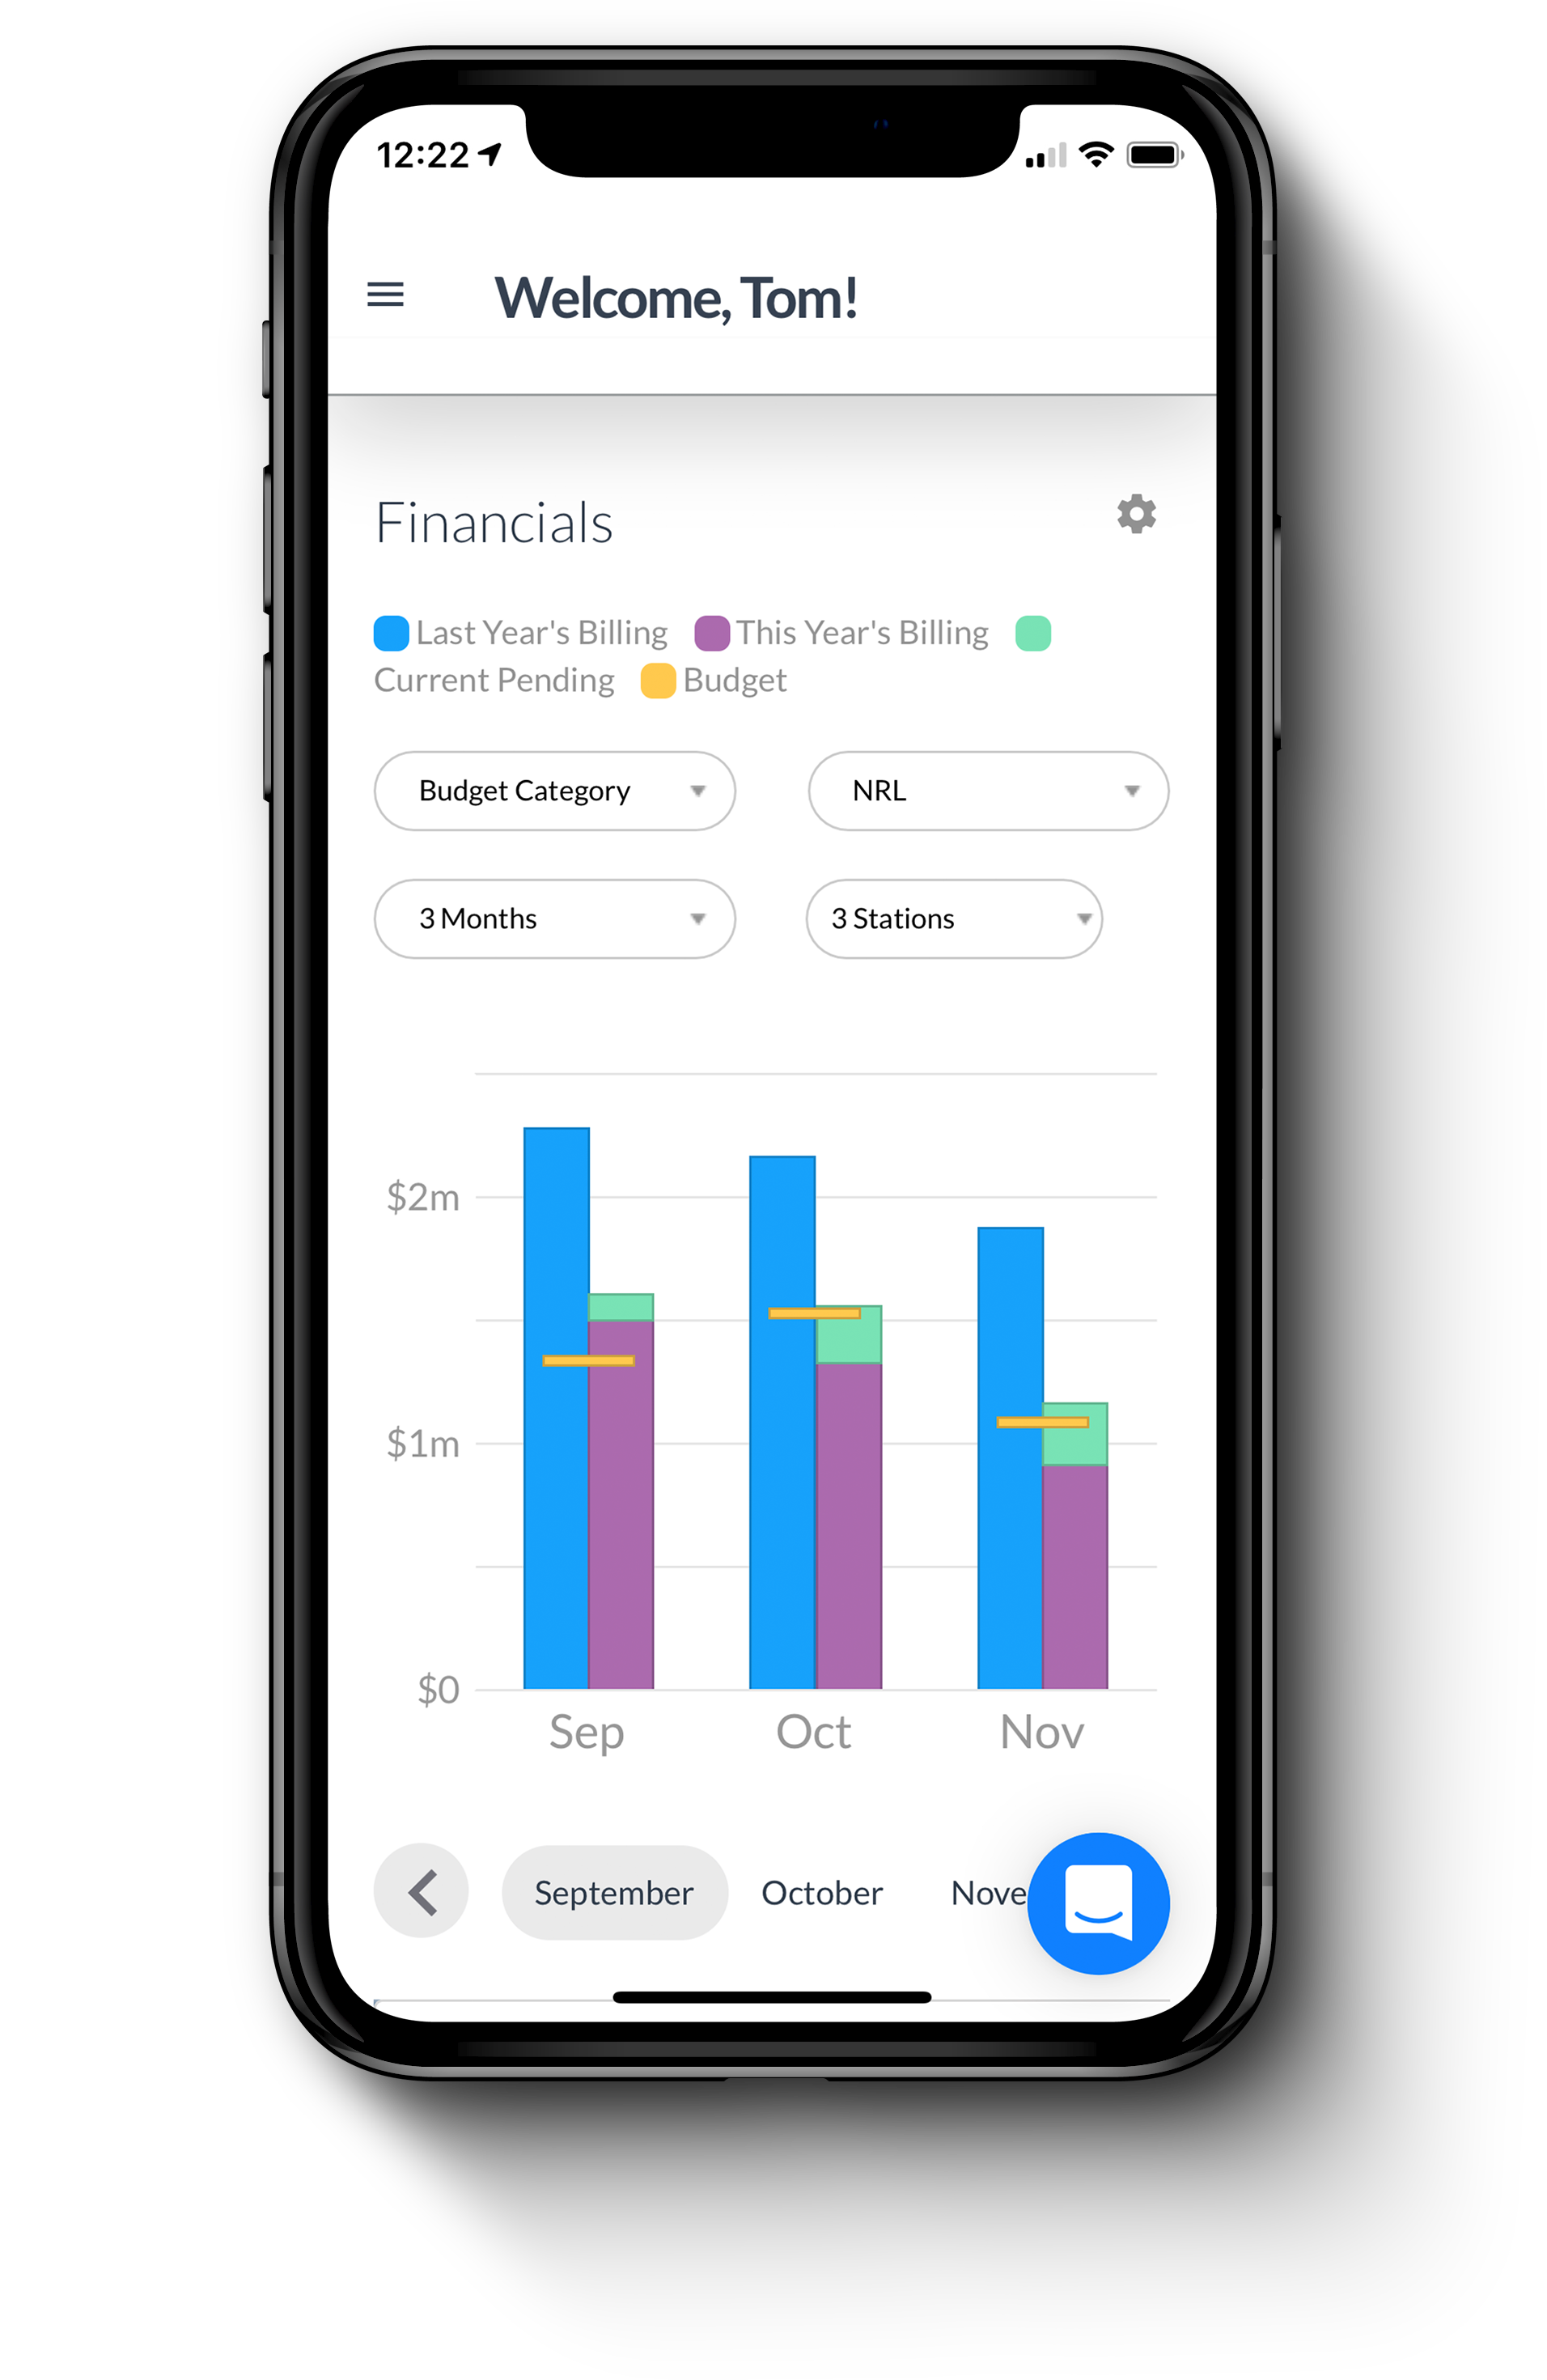 12:22
Welcome, Tom!
Financials
Last Year's Billing This Year's Billing
Current Pending Budget
Budget Category NRL
3 Months 3 Stations
$2m
$1m
$0
Sep Oct Nov
September October Nove